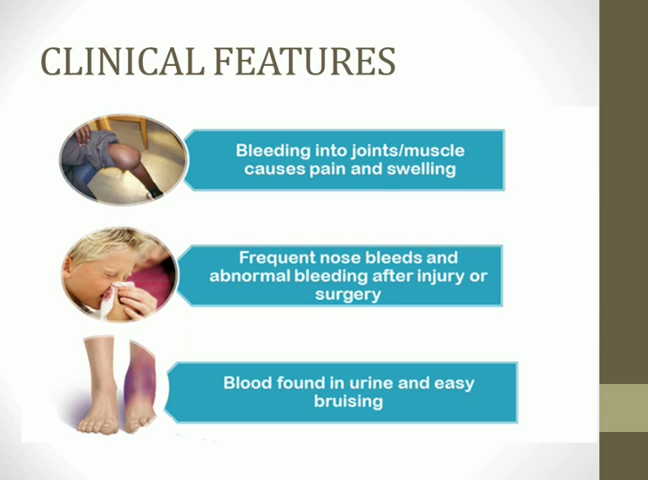 CLINICAL FEATURES
Bleeding into joints/muscle
causes pain and swelling
Frequent nose bleeds and
abnormal bleeding after injury or
surgery
Blood found in urine and easy
bruising